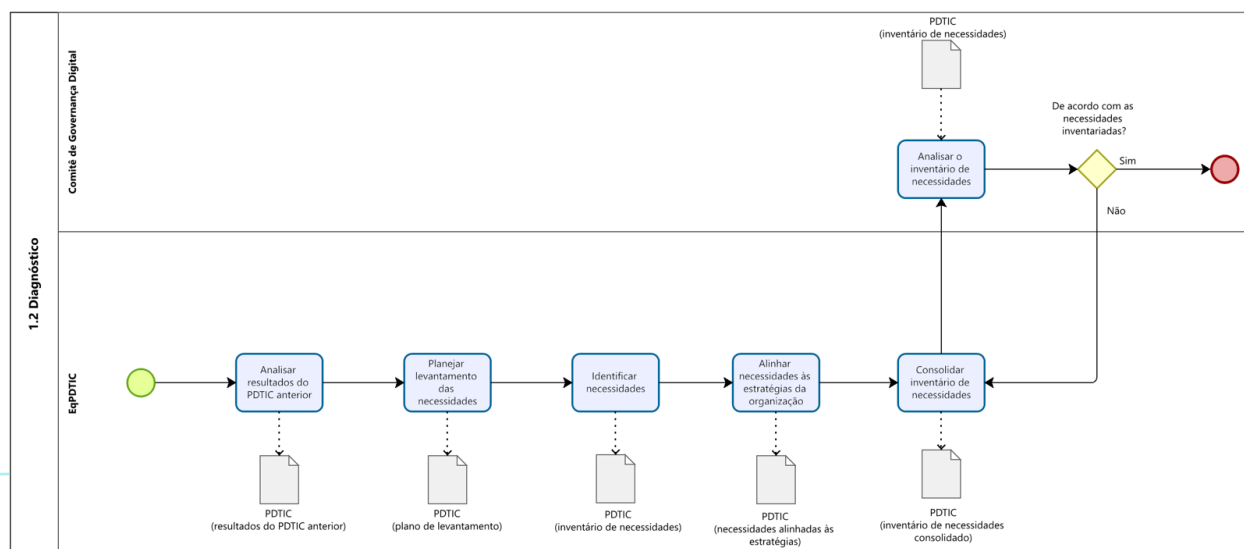 1.2 Diagnóstico
Comitê de Governança Digital
PDTIC
(inventário de necessidades)
De acordo com as
necessidades
inventariadas?
Analisar o
inventário de
necessidades
Sim
Não
EqPDTIC
Analisar
resultados do
PDTIC anterior
Planejar
levantamento
das
necessidades
Identificar
necessidades
Alinhar
necessidades às
estratégias da
organização
Consolidar
inventário de
necessidades
PDTIC
(resultados do PDTIC anterior)
PDTIC
(plano de levantamento)
PDTIC
(inventário de necessidades)
PDTIC
(necessidades alinhadas às
estratégias)
PDTIC
(inventário de necessidades
consolidado)